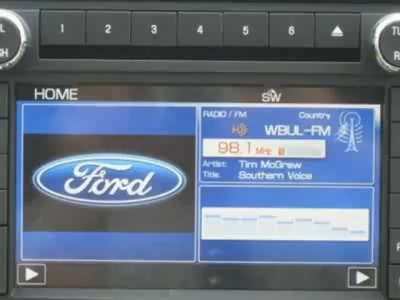 1 2 3 4 5 6
HOME SW
RADIO / FM Country
HD WBUL-FM
98.1 MHz
Artist: Tim McGraw
Title: Southern Voice
Ford